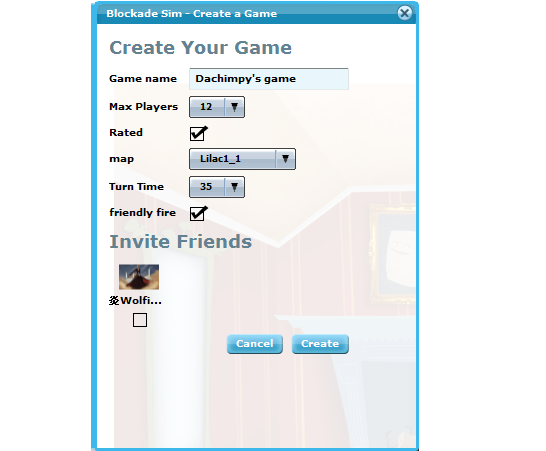 Blockade Sim - Create a Game
Create Your Game
Game name Dachimpy's game
Max Players 12
Rated
map Lilac1_1
Turn Time 35
friendly fire
Invite Friends
炎Wolfi...
Cancel Create